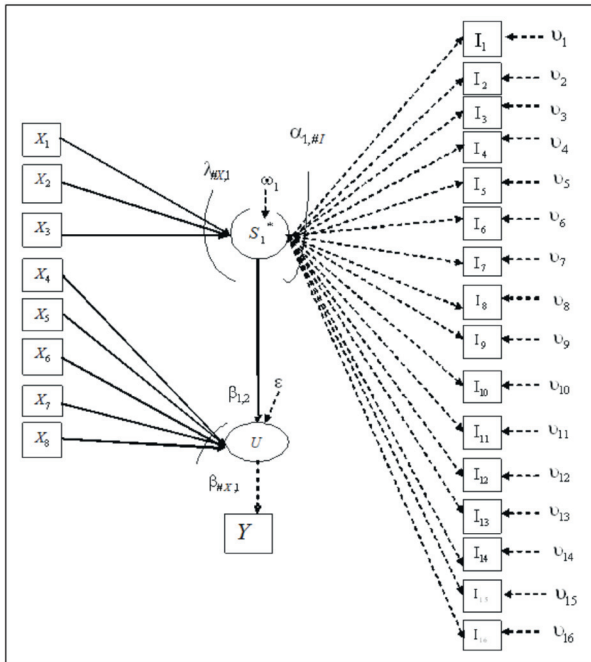 I1 υ1
I2 υ2
I3 υ3
I4 υ4
I5 υ5
I6 υ6
I7 υ7
I8 υ8
I9 υ9
I10 υ10
I11 υ11
I12 υ12
I13 υ13
I14 υ14
I15 υ15
I16 υ16
α1,#I
λ#X,1
ω1
S1*
X1
X2
X3
X4
X5
X6
X7
X8
β1,2
ε
U
β#X,1
Y